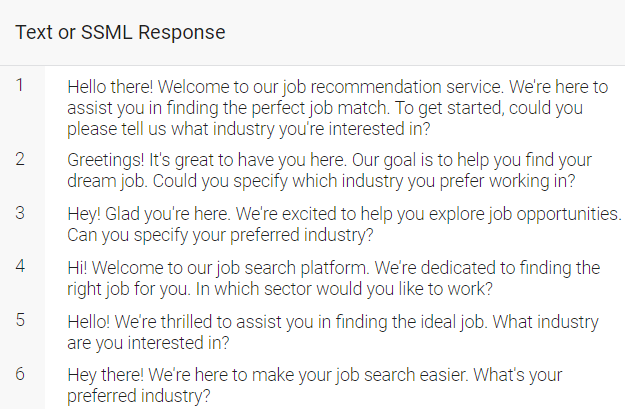 Text or SSML Response
1 Hello there! Welcome to our job recommendation service. We're here to
assist you in finding the perfect job match. To get started, could you
please tell us what industry you're interested in?
2 Greetings! It's great to have you here. Our goal is to help you find your
dream job. Could you specify which industry you prefer working in?
3 Hey! Glad you're here. We're excited to help you explore job opportunities.
Can you specify your preferred industry?
4 Hi! Welcome to our job search platform. We're dedicated to finding the
right job for you. In which sector would you like to work?
5 Hello! We're thrilled to assist you in finding the ideal job. What industry
are you interested in?
6 Hey there! We're here to make your job search easier. What's your
preferred industry?